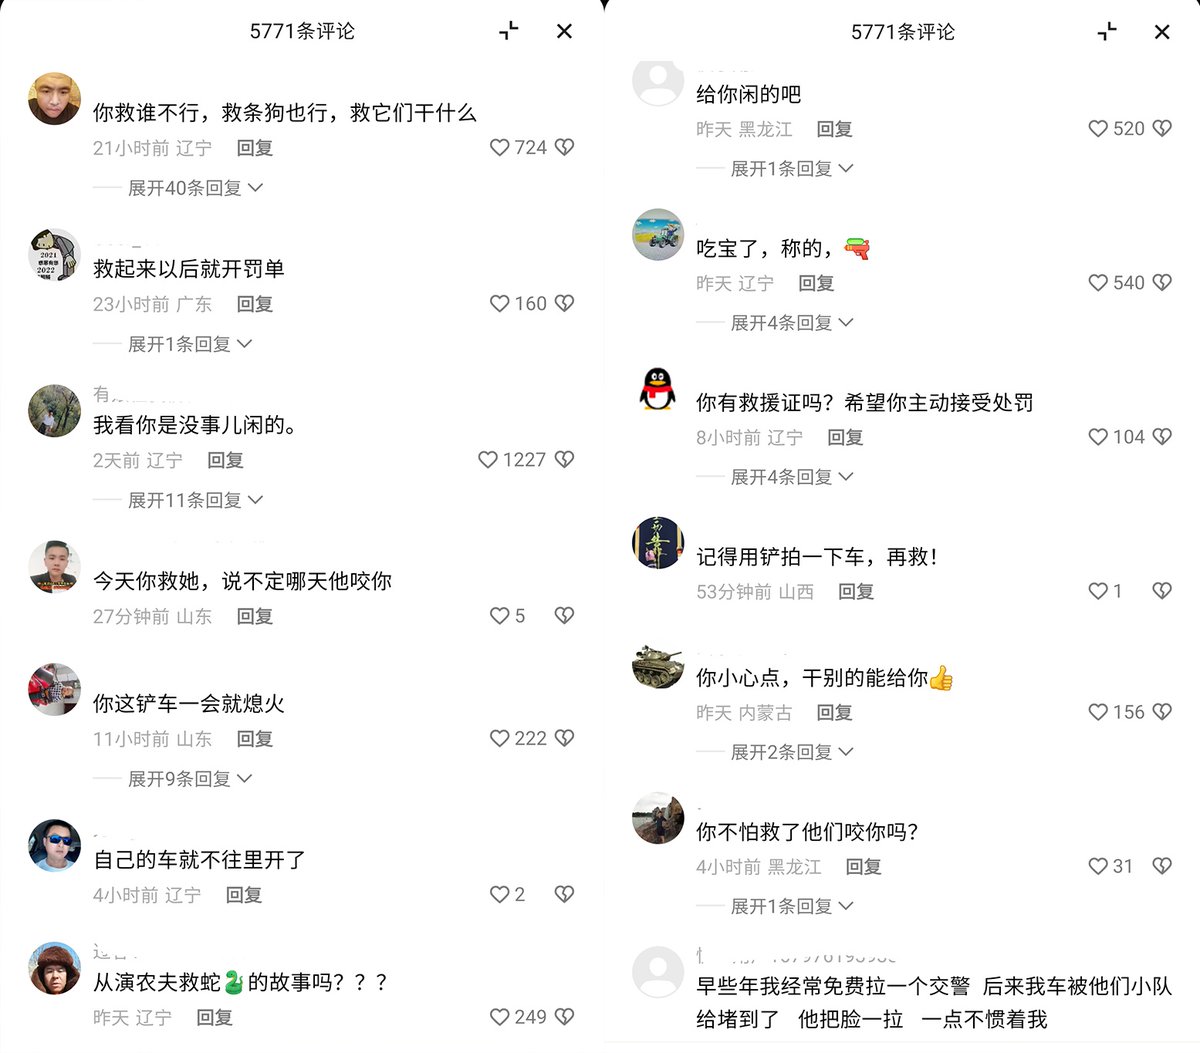 5771条评论
你救谁不行，救条狗也行，救它们干什么
21小时前 辽宁 回复 724
展开40条回复
2021
2022
救起来以后就开罚单
23小时前 广东 回复 160
展开1条回复
有
我看你是没事儿闲的。
2天前 辽宁 回复 1227
展开11条回复
今天你救她，说不定哪天他咬你
27分钟前 山东 回复 5
你这铲车一会就熄火
11小时前 山东 回复 222
展开9条回复
自己的车就不往里开了
4小时前 辽宁 回复 2
从演农夫救蛇🐍的故事吗？？？
昨天 辽宁 回复 249
5771条评论
给你闲的吧
昨天 黑龙江 回复 520
展开1条回复
吃宝了，称的，🔫
昨天 辽宁 回复 540
展开4条回复
你有救援证吗？希望你主动接受处罚
8小时前 辽宁 回复 104
展开4条回复
记得用铲拍一下车，再救！
53分钟前 山西 回复 1
你小心点，干别的能给你👍
昨天 内蒙古 回复 156
展开2条回复
你不怕救了他们咬你吗？
4小时前 黑龙江 回复 31
展开1条回复
早些年我经常免费拉一个交警 后来我车被他们小队
给堵到了 他把脸一拉 一点不惯着我